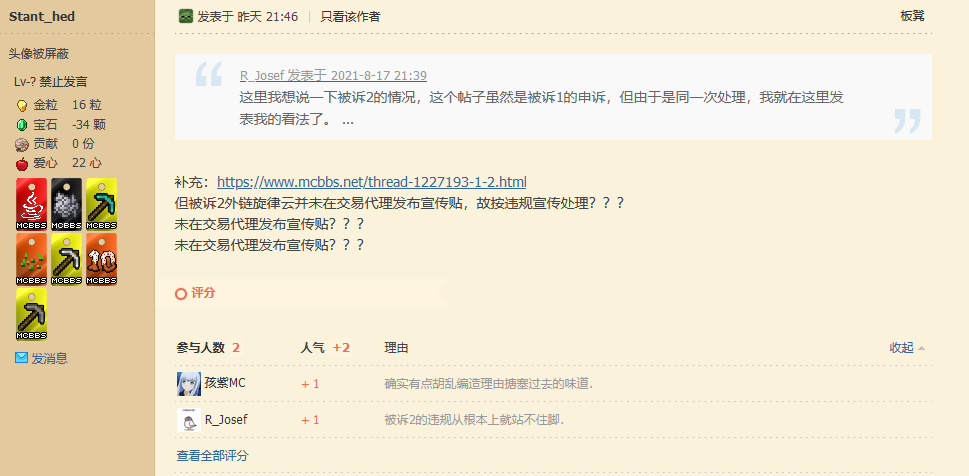 Stant_hed
头像被屏蔽
Lv-? 禁止发言
金粒 16 粒
宝石 -34 颗
贡献 0 份
爱心 22 心
MCBBS MCBBS MCBBS
MCBBS MCBBS MCBBS
MCBBS
发消息
发表于 昨天 21:46 | 只看该作者 板凳
R_Josef 发表于 2021-8-17 21:39
这里我想说一下被诉2的情况，这个帖子虽然是被诉1的申诉，但由于是同一次处理，我就在这里发
表我的看法了。 ...
补充：https://www.mcbbs.net/thread-1227193-1-2.html
但被诉2外链旋律云并未在交易代理发布宣传贴，故按违规宣传处理？？？
未在交易代理发布宣传贴？？？
未在交易代理发布宣传贴？？？
评分
参与人数 2 人气 +2 理由 收起
孩紫MC + 1 确实有点胡乱编造理由搪塞过去的味道.
R_Josef + 1 被诉2的违规从根本上就站不住脚.
查看全部评分